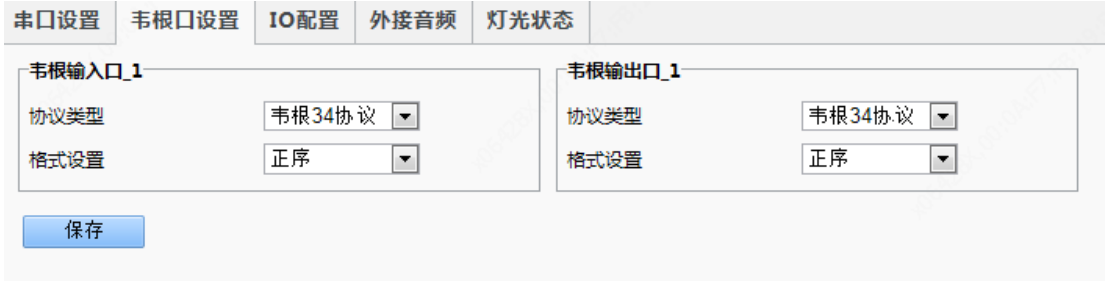 串口设置 韦根口设置 IO配置 外接音频 灯光状态
韦根输入口_1 韦根输出口_1
协议类型 韦根34协议 协议类型 韦根34协议
格式设置 正序 格式设置 正序
保存